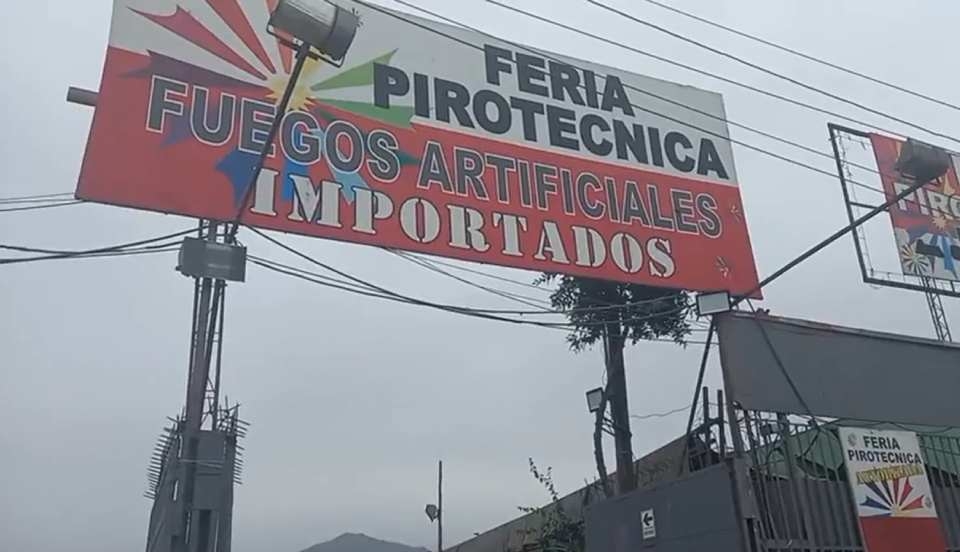 FERIA
PIROTECNICA
FUEGOS ARTIFICIALES
IMPORTADOS
FERIA
PIROTECNICA